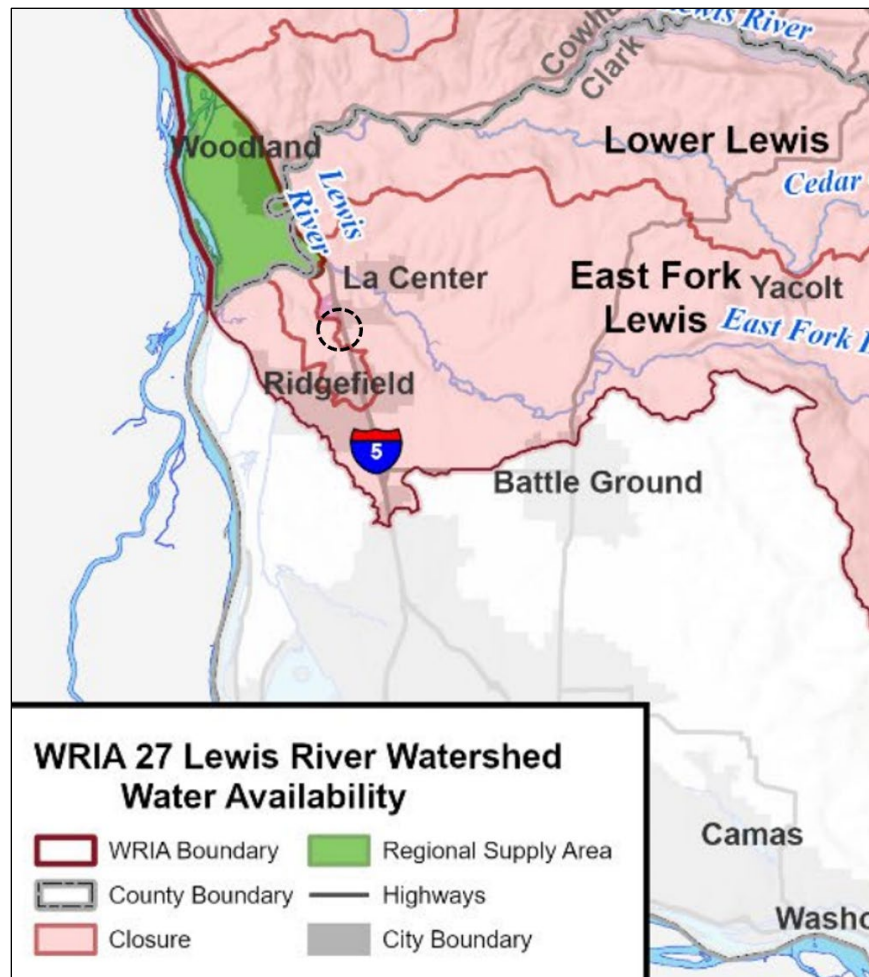 Lewis River
Clark
Woodland
Lower Lewis
Lewis
River
Cedar
La Center
East Fork
Lewis
Yacolt
East Fork
Ridgefield
5
Battle Ground
WRIA 27 Lewis River Watershed
Water Availability
WRIA Boundary
Regional Supply Area
County Boundary
Highways
Closure
City Boundary
Camas